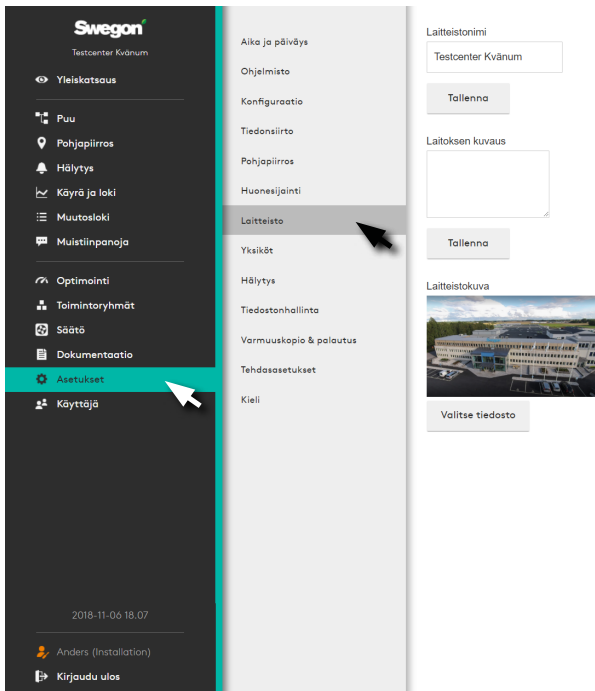 Swegon
Testcenter Kvänum
Yleiskatsaus
Puu
Pohjapiirros
Hälytys
Käyrä ja loki
Muutosloki
Muistiinpanoja
Optimointi
Toimintoryhmät
Säätö
Dokumentaatio
Asetukset
Käyttäjä
2018-11-06 18.07
Anders (Installation)
Kirjaudu ulos
Aika ja päiväys
Ohjelmisto
Konfiguraatio
Tiedonsiirto
Pohjapiirros
Huonesijainti
Laitteisto
Yksiköt
Hälytys
Tiedostonhallinta
Varmuuskopio & palautus
Tehdasasetukset
Kieli
Laitteistonimi
Testcenter Kvänum
Tallenna
Laitoksen kuvaus
Tallenna
Laitteistokuva
Valitse tiedosto